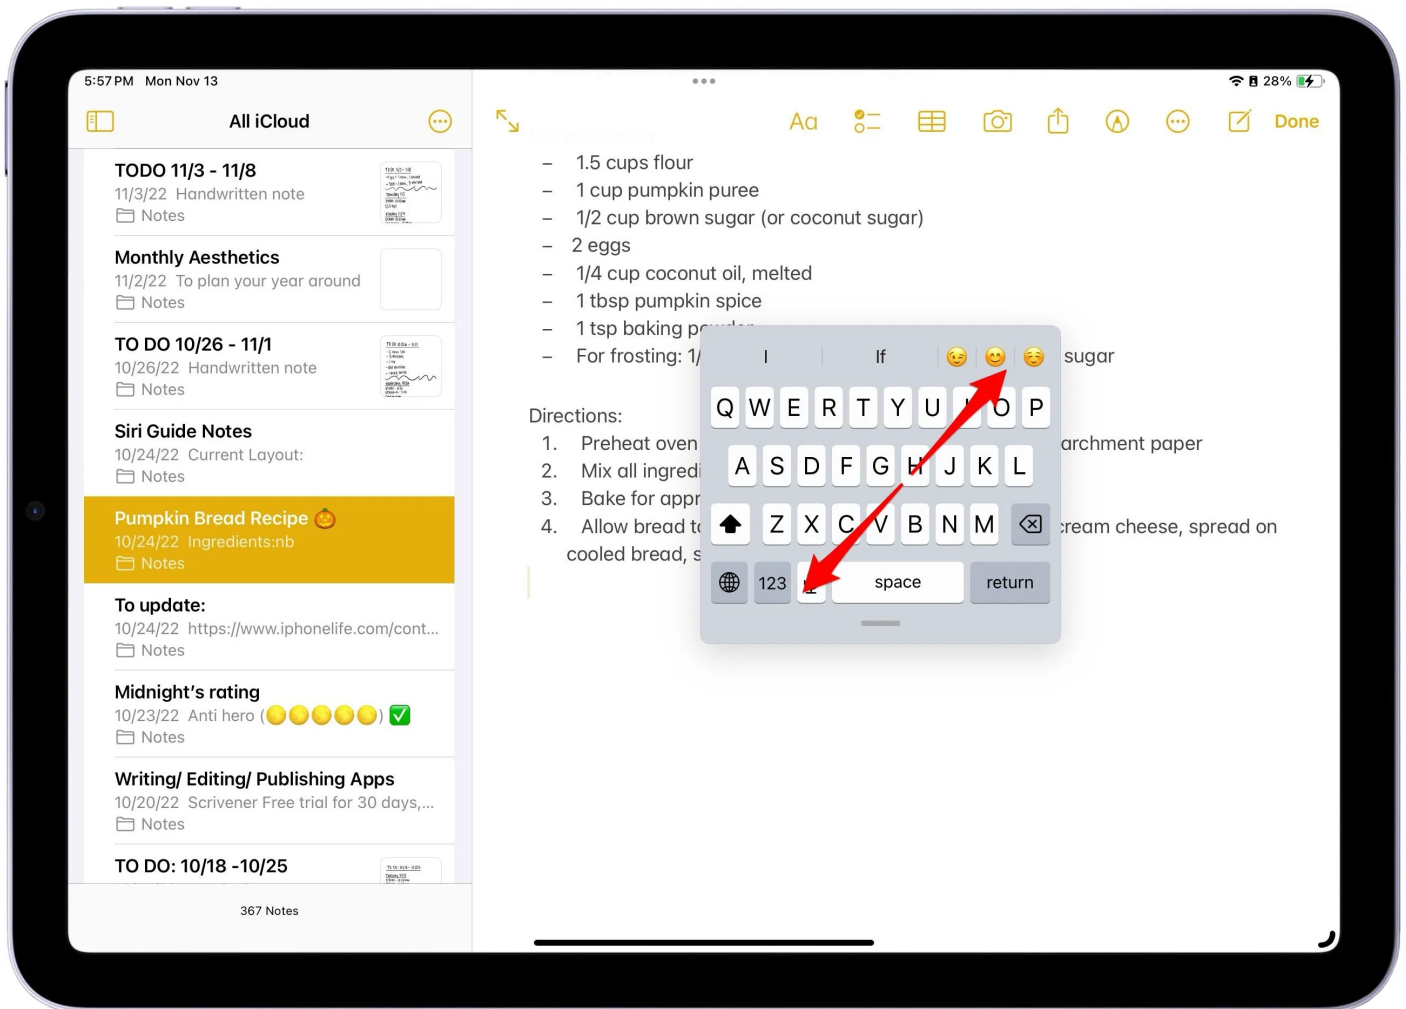 5:57 PM Mon Nov 13
28%
All iCloud
TODO 11/3 - 11/8
11/3/22 Handwritten note
Notes
Monthly Aesthetics
11/2/22 To plan your year around
Notes
TO DO 10/26 - 11/1
10/26/22 Handwritten note
Notes
Siri Guide Notes
10/24/22 Current Layout:
Notes
Pumpkin Bread Recipe 🎃
10/24/22 Ingredients:nb
Notes
To update:
10/24/22 https://www.iphonelife.com/cont...
Notes
Midnight's rating
10/23/22 Anti hero (🌕🌕🌕🌕🌕) ✅
Notes
Writing/ Editing/ Publishing Apps
10/20/22 Scrivener Free trial for 30 days,...
Notes
TO DO: 10/18 -10/25
367 Notes
Aa
Done
– 1.5 cups flour
– 1 cup pumpkin puree
– 1/2 cup brown sugar (or coconut sugar)
– 2 eggs
– 1/4 cup coconut oil, melted
– 1 tbsp pumpkin spice
– 1 tsp baking powder
– For frosting: 1/ sugar
Directions:
1. Preheat oven archment paper
2. Mix all ingredi
3. Bake for appr
4. Allow bread to cream cheese, spread on
cooled bread, s
I If 😉 😊 ☺️
Q W E R T Y U I O P
A S D F G H J K L
Z X C V B N M
123 space return